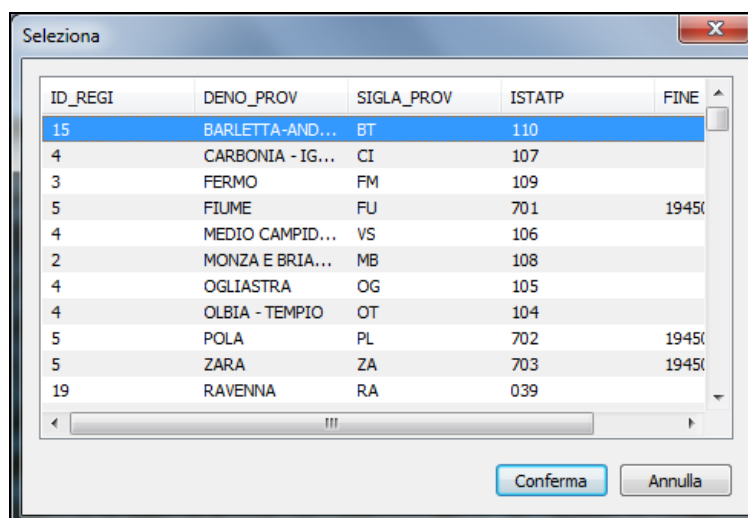 Seleziona
ID_REGI DENO_PROV SIGLA_PROV ISTATP FINE
15 BARLETTA-AND... BT 110
4 CARBONIA - IG... CI 107
3 FERMO FM 109
5 FIUME FU 701 19450
4 MEDIO CAMPID... VS 106
2 MONZA E BRIA... MB 108
4 OGLIASTRA OG 105
4 OLBIA - TEMPIO OT 104
5 POLA PL 702 19450
5 ZARA ZA 703 19450
19 RAVENNA RA 039
Conferma Annulla